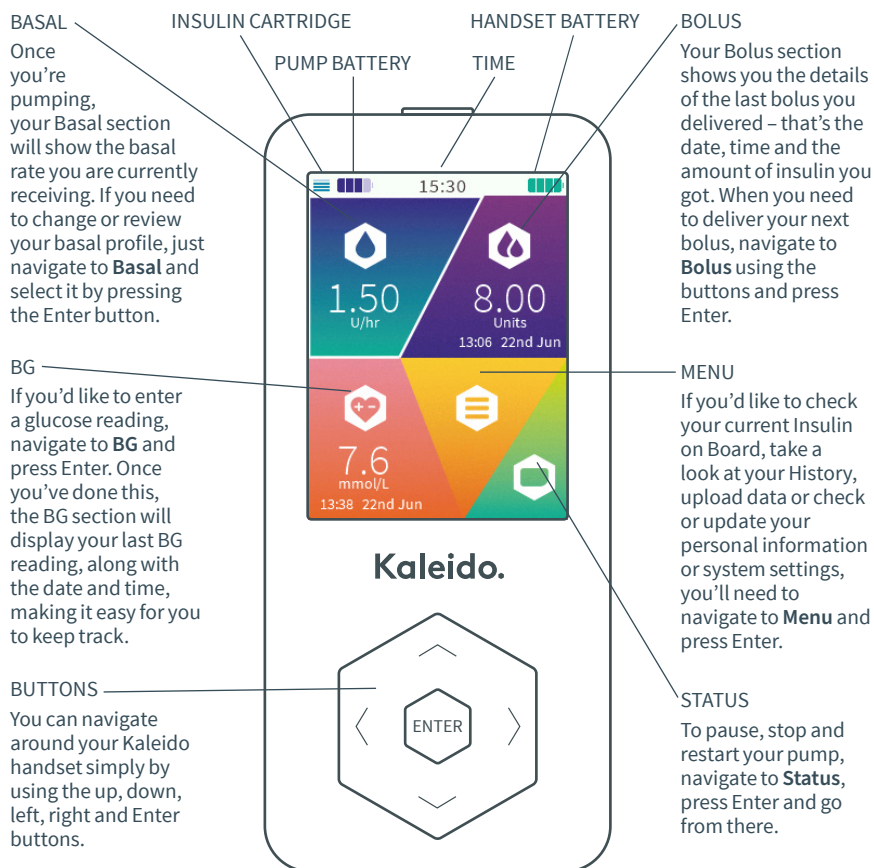 BASAL
Once
you're
pumping,
your Basal section
will show the basal
rate you are currently
receiving. If you need
to change or review
your basal profile, just
navigate to Basal and
select it by pressing
the Enter button.
INSULIN CARTRIDGE
PUMP BATTERY
HANDSET BATTERY
TIME
BOLUS
Your Bolus section
shows you the details
of the last bolus you
delivered – that's the
date, time and the
amount of insulin you
got. When you need
to deliver your next
bolus, navigate to
Bolus using the
buttons and press
Enter.
15:30
1.50
U/hr
8.00
Units
13:06 22nd Jun
7.6
mmol/L
13:38 22nd Jun
Kaleido.
ENTER
BG
If you'd like to enter
a glucose reading,
navigate to BG and
press Enter. Once
you've done this,
the BG section will
display your last BG
reading, along with
the date and time,
making it easy for you
to keep track.
MENU
If you'd like to check
your current Insulin
on Board, take a
look at your History,
upload data or check
or update your
personal information
or system settings,
you'll need to
navigate to Menu and
press Enter.
BUTTONS
You can navigate
around your Kaleido
handset simply by
using the up, down,
left, right and Enter
buttons.
STATUS
To pause, stop and
restart your pump,
navigate to Status,
press Enter and go
from there.